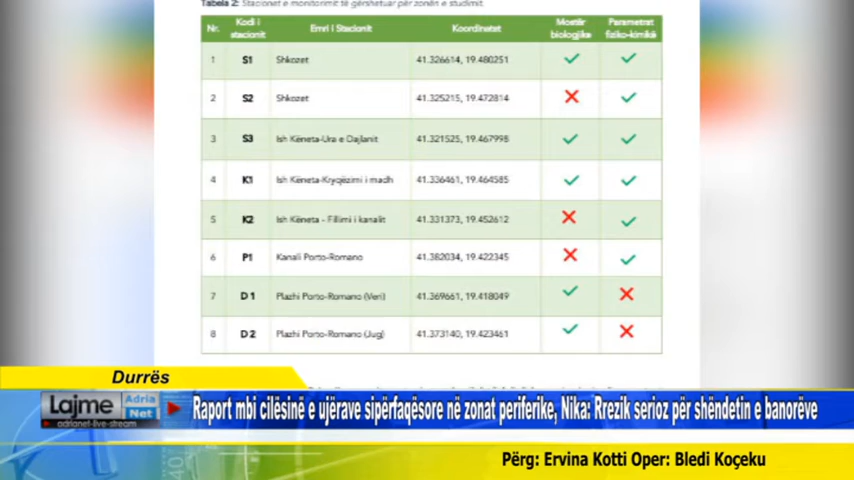 Tabela 2: Stacionet e monitorimit të gërshetuar për zonën e studimit.
Nr. Kodi i stacionit Emri i Stacionit Koordinatat Mostër biologjike Parametrat fiziko-kimikë
1 S1 Shkozet 41.326614, 19.480251
2 S2 Shkozet 41.325215, 19.472814
3 S3 Ish Këneta-Ura e Dajlanit 41.321525, 19.467998
4 K1 Ish Këneta-Kryqëzimi i madh 41.336461, 19.464585
5 K2 Ish Këneta - Fillimi i kanalit 41.331373, 19.452612
6 P1 Kanali Porto-Romano 41.382034, 19.422345
7 D1 Plazhi Porto-Romano (Veri) 41.369661, 19.418049
8 D2 Plazhi Porto-Romano (Jug) 41.373140, 19.423461
Durrës
Lajme Adria Net
adrianet-live-stream
Raport mbi cilësinë e ujërave sipërfaqësore në zonat periferike, Nika: Rrezik serioz për shëndetin e banorëve
Përg: Ervina Kotti Oper: Bledi Koçeku